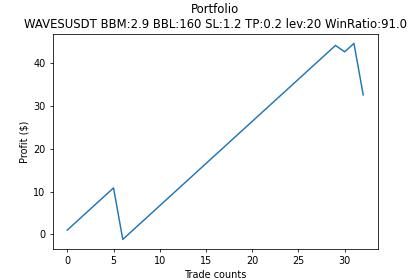 Portfolio
WAVESUSDT BBM:2.9 BBL:160 SL:1.2 TP:0.2 lev:20 WinRatio:91.0
Profit ($)
40
30
20
10
0
0 5 10 15 20 25 30
Trade counts